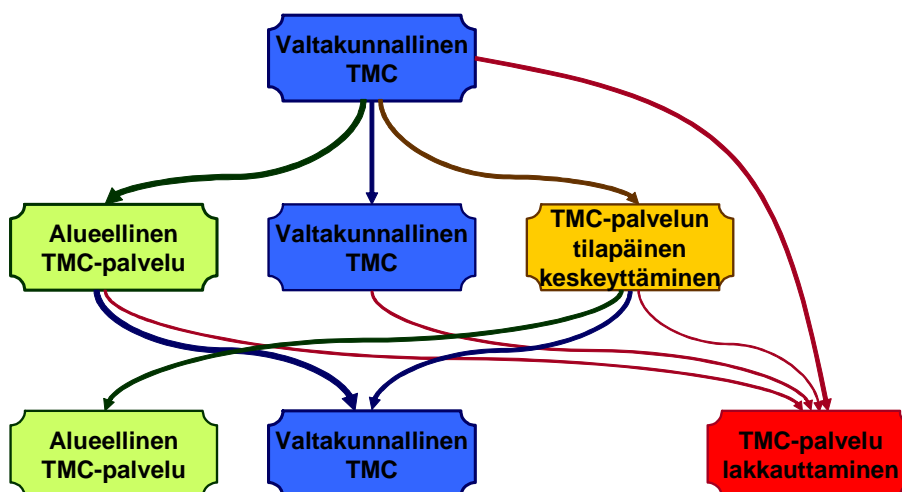 Valtakunnallinen
TMC
Alueellinen
TMC-palvelu
Valtakunnallinen
TMC
TMC-palvelun
tilapäinen
keskeyttäminen
Alueellinen
TMC-palvelu
Valtakunnallinen
TMC
TMC-palvelu
lakkauttaminen